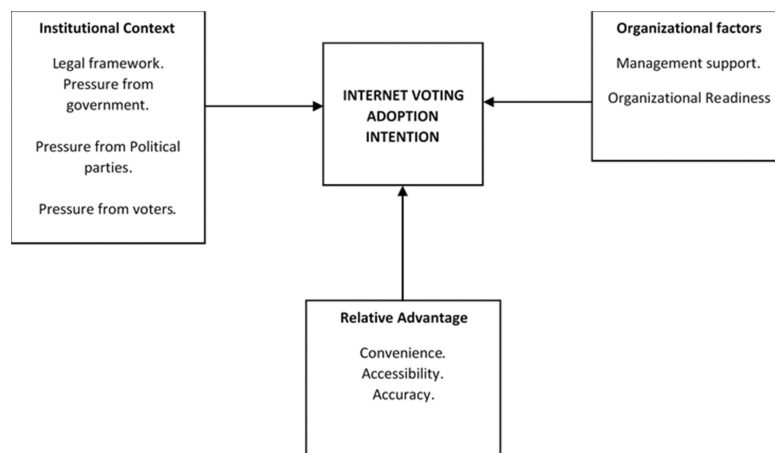 Institutional Context
Legal framework.
Pressure from
government.
Pressure from Political
parties.
Pressure from voters.
INTERNET VOTING
ADOPTION
INTENTION
Organizational factors
Management support.
Organizational Readiness
Relative Advantage
Convenience.
Accessibility.
Accuracy.